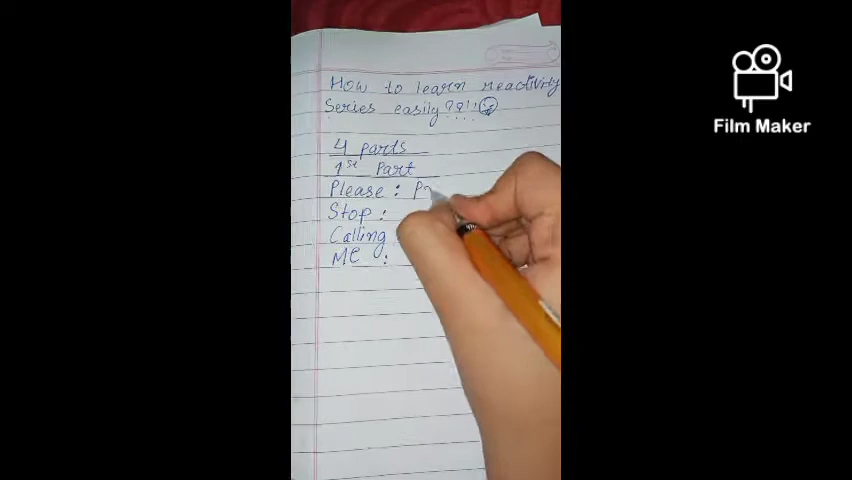 How to learn reactivity
Series easily??!!
4 parts
1st Part
Please : P
Stop :
Calling
Me :
Film Maker